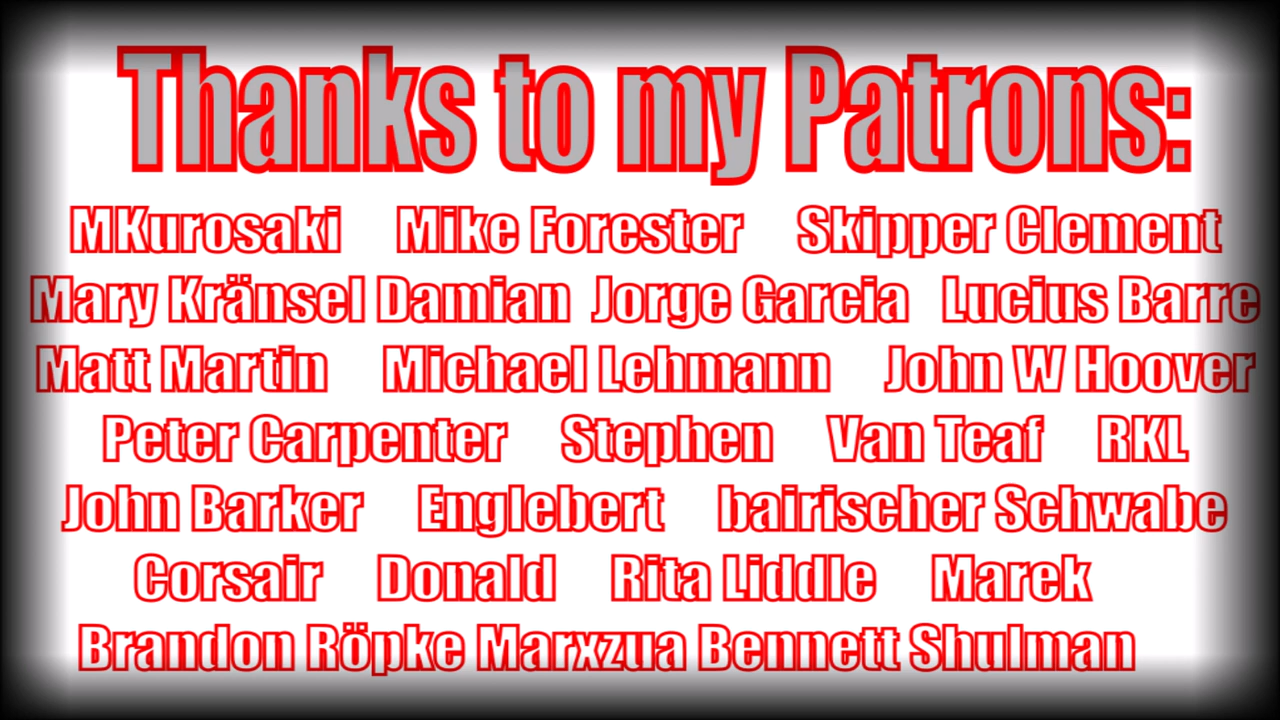 Thanks to my Patrons:
MKurosaki Mike Forester Skipper Clement
Mary Kränsel Damian Jorge Garcia Lucius Barre
Matt Martin Michael Lehmann John W Hoover
Peter Carpenter Stephen Van Teaf RKL
John Barker Englebert bairischer Schwabe
Corsair Donald Rita Liddle Marek
Brandon Röpke Marxzua Bennett Shulman